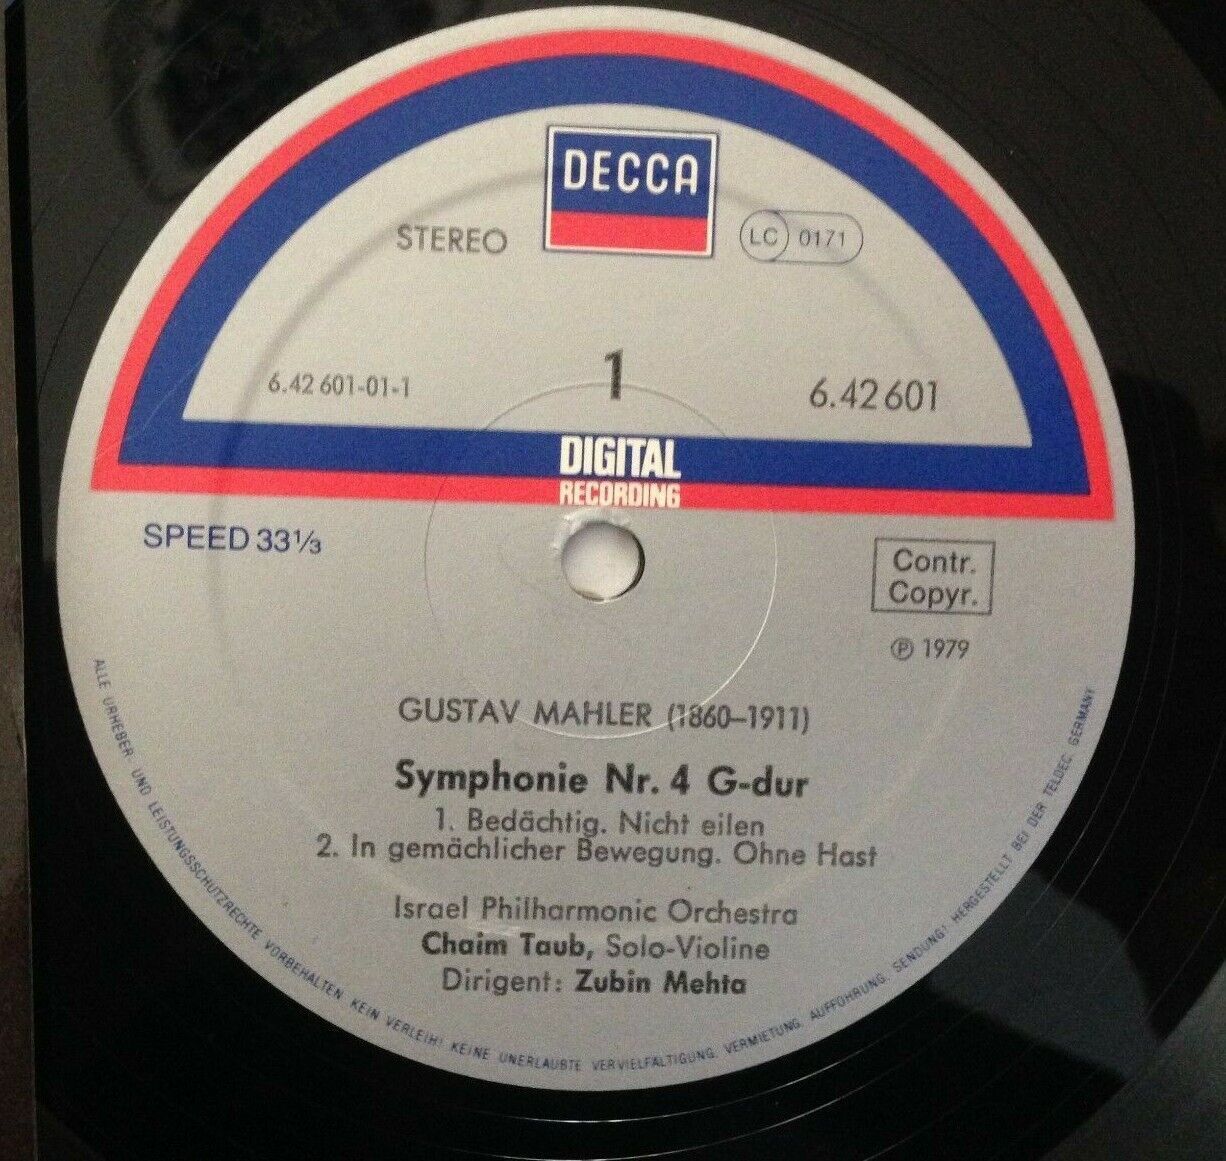 DECCA
STEREO
LC 0171
1
6.42 601-01-1
6.42 601
DIGITAL
RECORDING
SPEED 33⅓
Contr.
Copyr.
℗ 1979
GUSTAV MAHLER (1860–1911)
Symphonie Nr. 4 G-dur
1. Bedächtig. Nicht eilen
2. In gemächlicher Bewegung. Ohne Hast
Israel Philharmonic Orchestra
Chaim Taub, Solo-Violine
Dirigent: Zubin Mehta
ALLE URHEBER- UND LEISTUNGSSCHUTZRECHTE VORBEHALTEN KEIN VERLEIH! KEINE UNERLAUBTE VERVIELFÄLTIGUNG, VERMIETUNG, AUFFÜHRUNG, SENDUNG! HERGESTELLT BEI DER TELDEC GERMANY